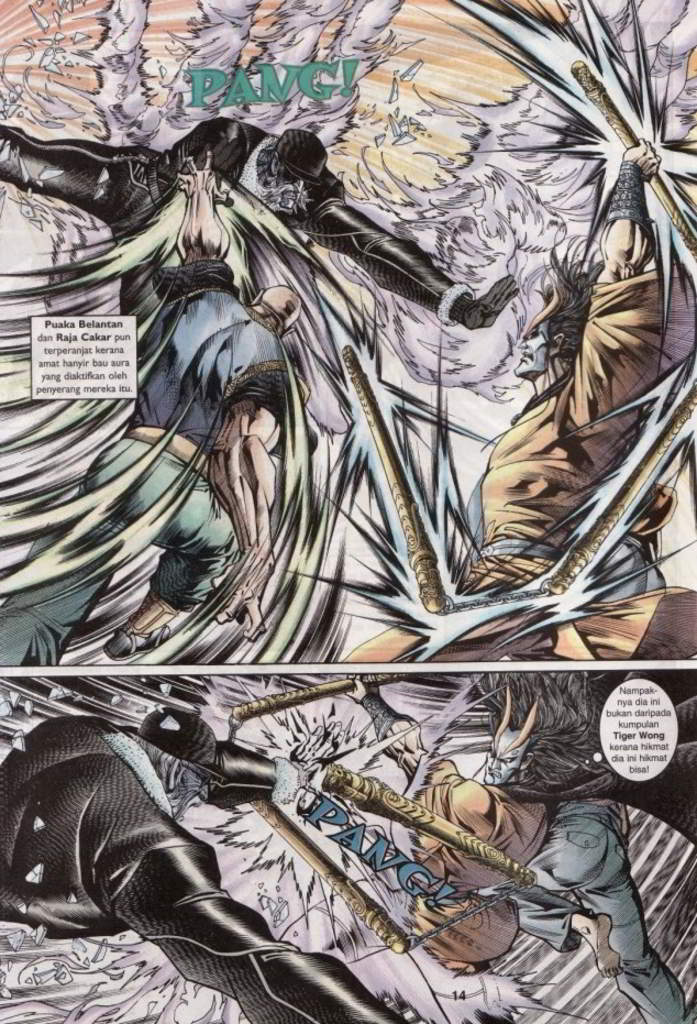 PANG!
Puaka Belantan
dan Raja Cakar pun
terperanjat kerana
amat hanyir bau aura
yang diaktifkan oleh
penyerang mereka itu.
Nampak-
nya dia ini
bukan daripada
kumpulan
Tiger Wong
kerana hikmat
dia ini hikmat
bisa!
PANG!
14